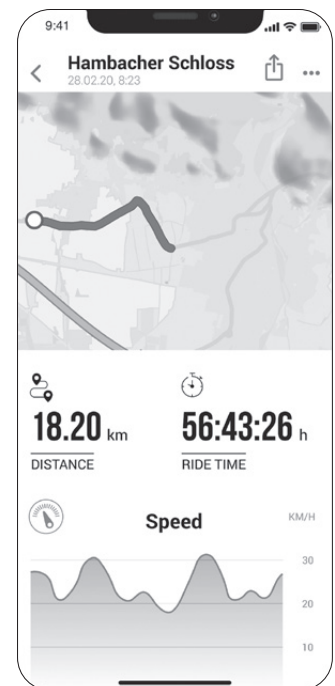 9:41
Hambacher Schloss
28.02.20, 8:23
18.20 km
DISTANCE
56:43:26 h
RIDE TIME
Speed
KM/H
30
20
10